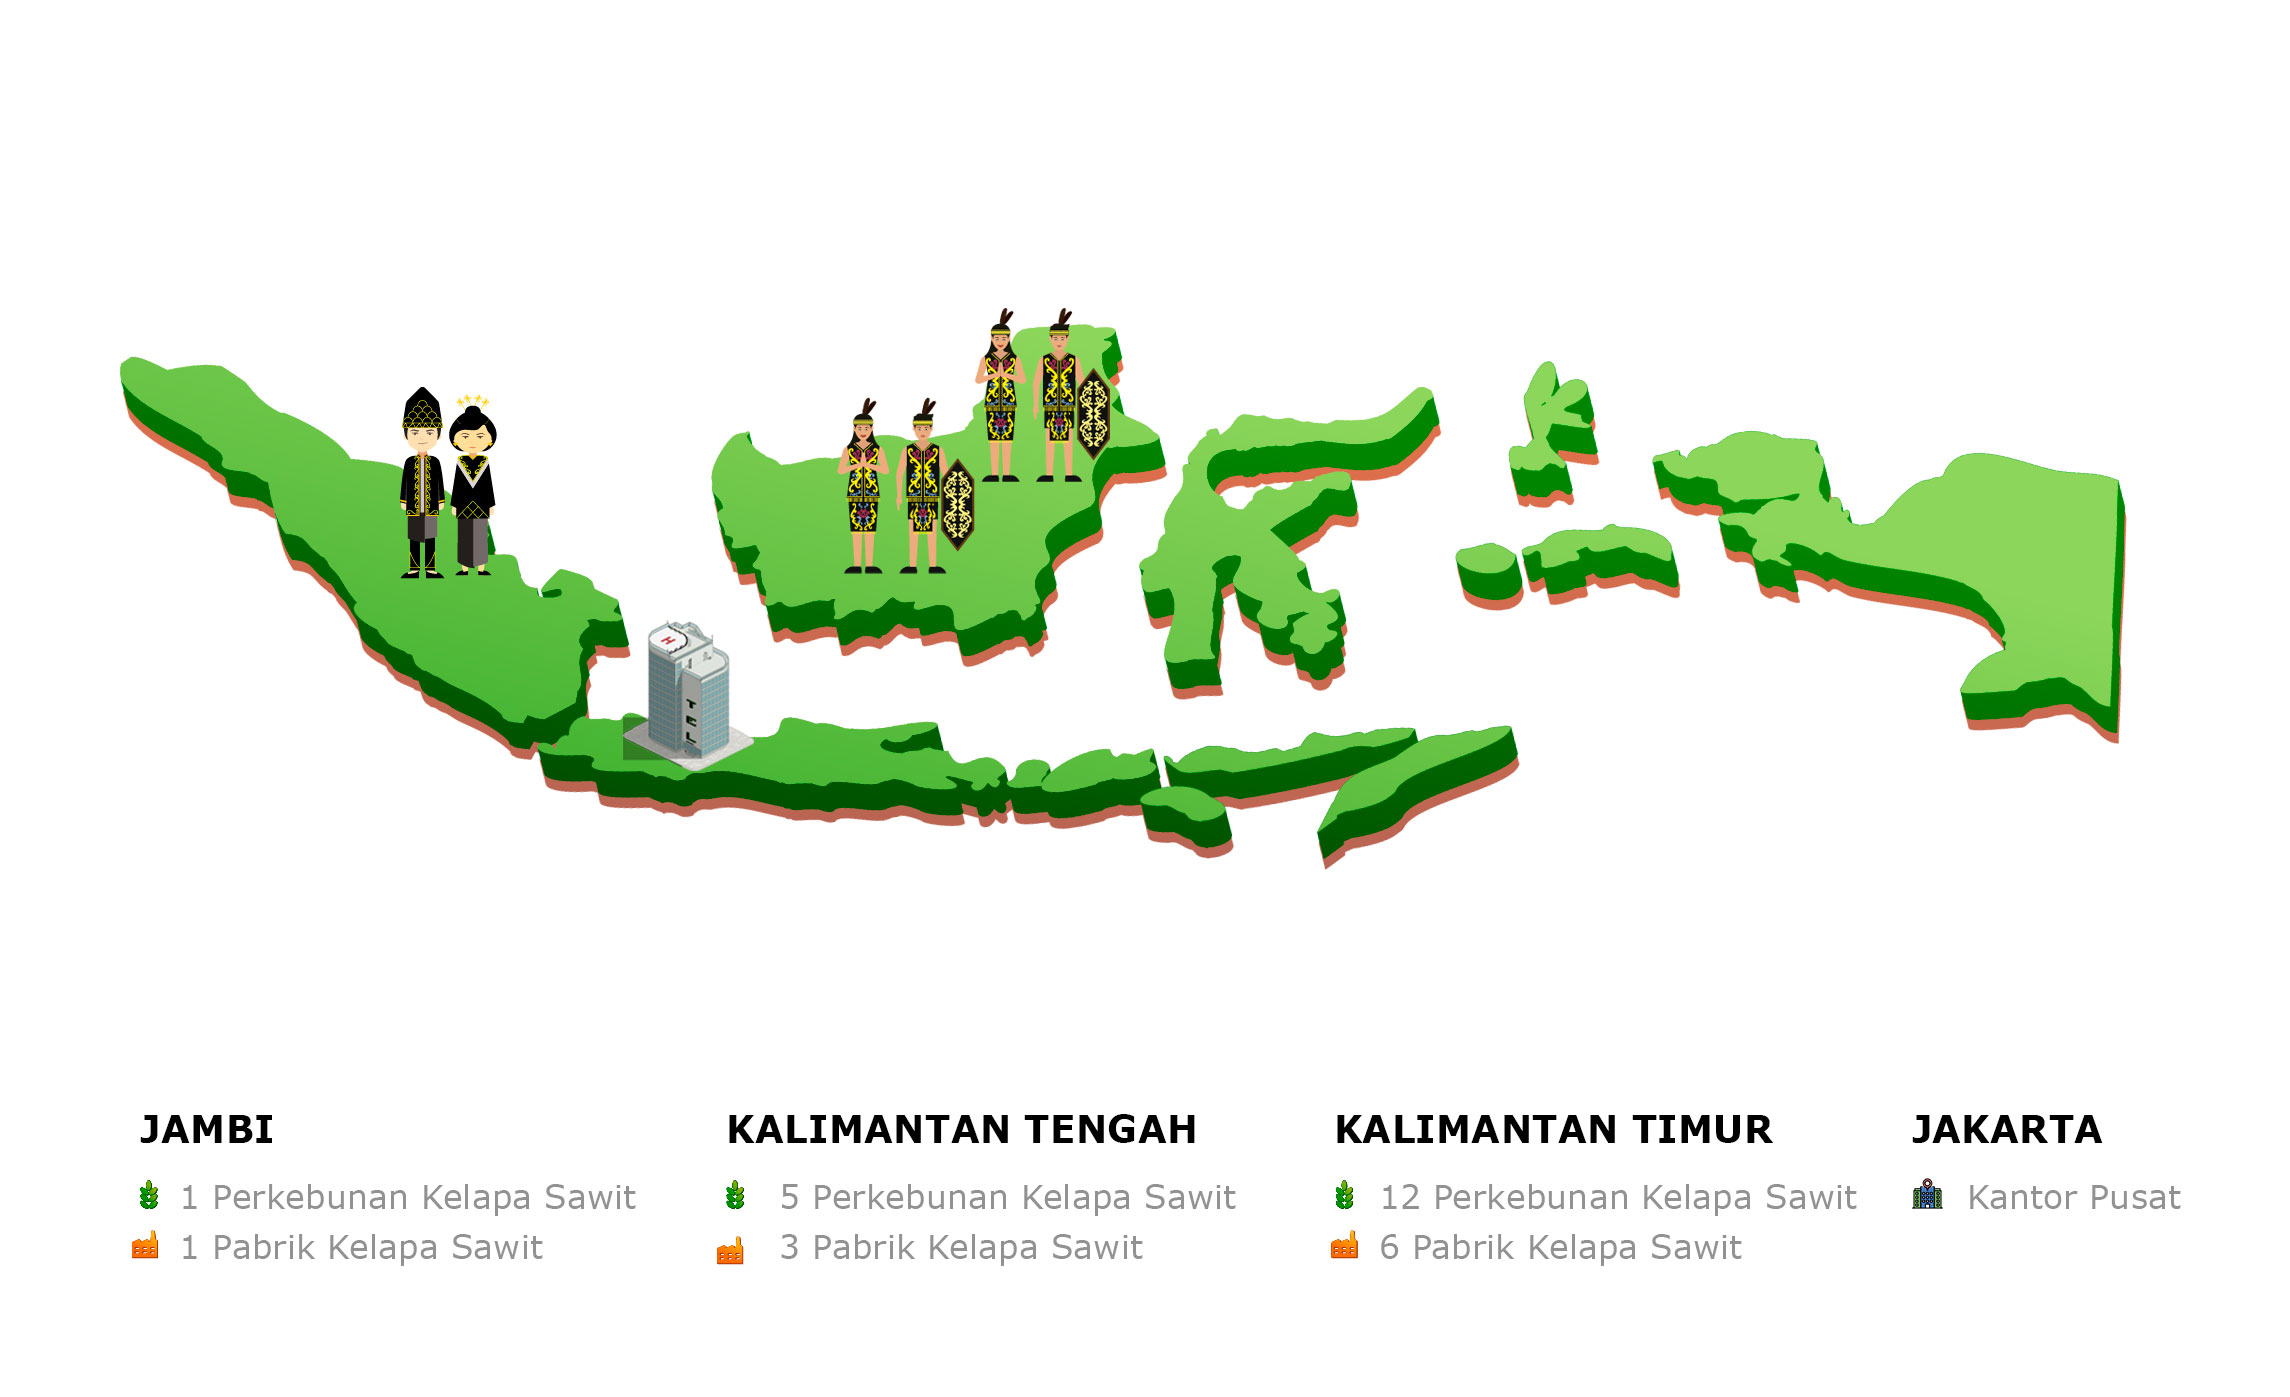 H
TEL
JAMBI
1 Perkebunan Kelapa Sawit
1 Pabrik Kelapa Sawit
KALIMANTAN TENGAH
5 Perkebunan Kelapa Sawit
3 Pabrik Kelapa Sawit
KALIMANTAN TIMUR
12 Perkebunan Kelapa Sawit
6 Pabrik Kelapa Sawit
JAKARTA
Kantor Pusat